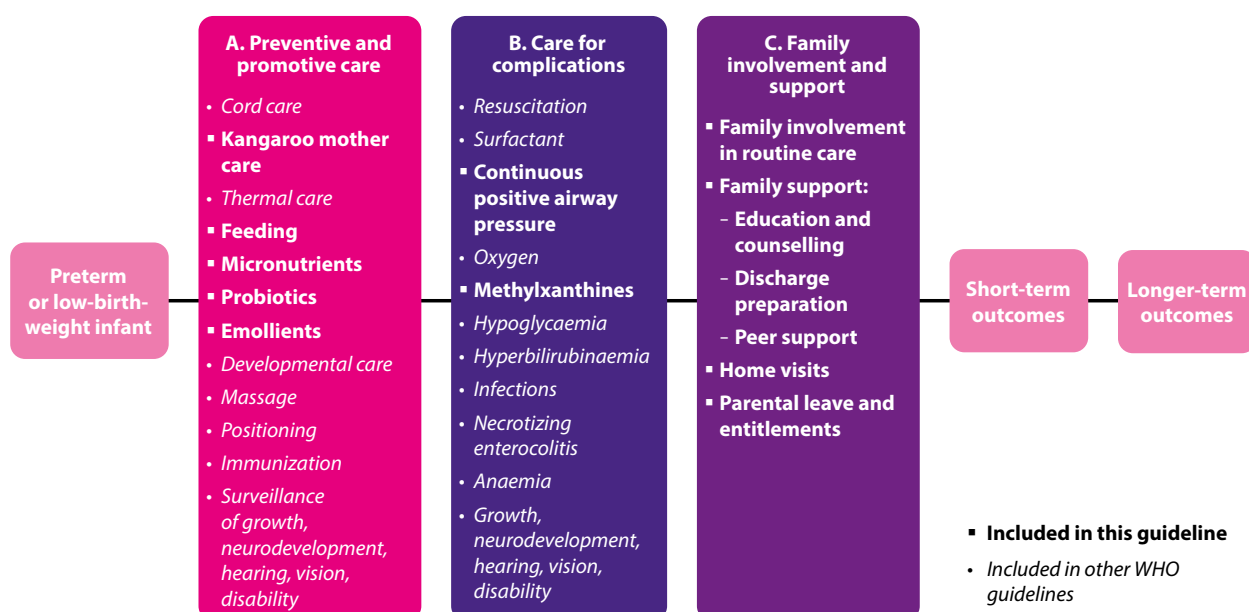 Preterm
or low-birth-
weight infant
A. Preventive and
promotive care
• Cord care
▪ Kangaroo mother
care
• Thermal care
▪ Feeding
▪ Micronutrients
▪ Probiotics
▪ Emollients
• Developmental care
• Massage
• Positioning
• Immunization
• Surveillance
of growth,
neurodevelopment,
hearing, vision,
disability
B. Care for
complications
• Resuscitation
• Surfactant
▪ Continuous
positive airway
pressure
• Oxygen
▪ Methylxanthines
• Hypoglycaemia
• Hyperbilirubinaemia
• Infections
• Necrotizing
enterocolitis
• Anaemia
• Growth,
neurodevelopment,
hearing, vision,
disability
C. Family
involvement and
support
▪ Family involvement
in routine care
▪ Family support:
– Education and
counselling
– Discharge
preparation
– Peer support
▪ Home visits
▪ Parental leave and
entitlements
Short-term
outcomes
Longer-term
outcomes
▪ Included in this guideline
• Included in other WHO
guidelines